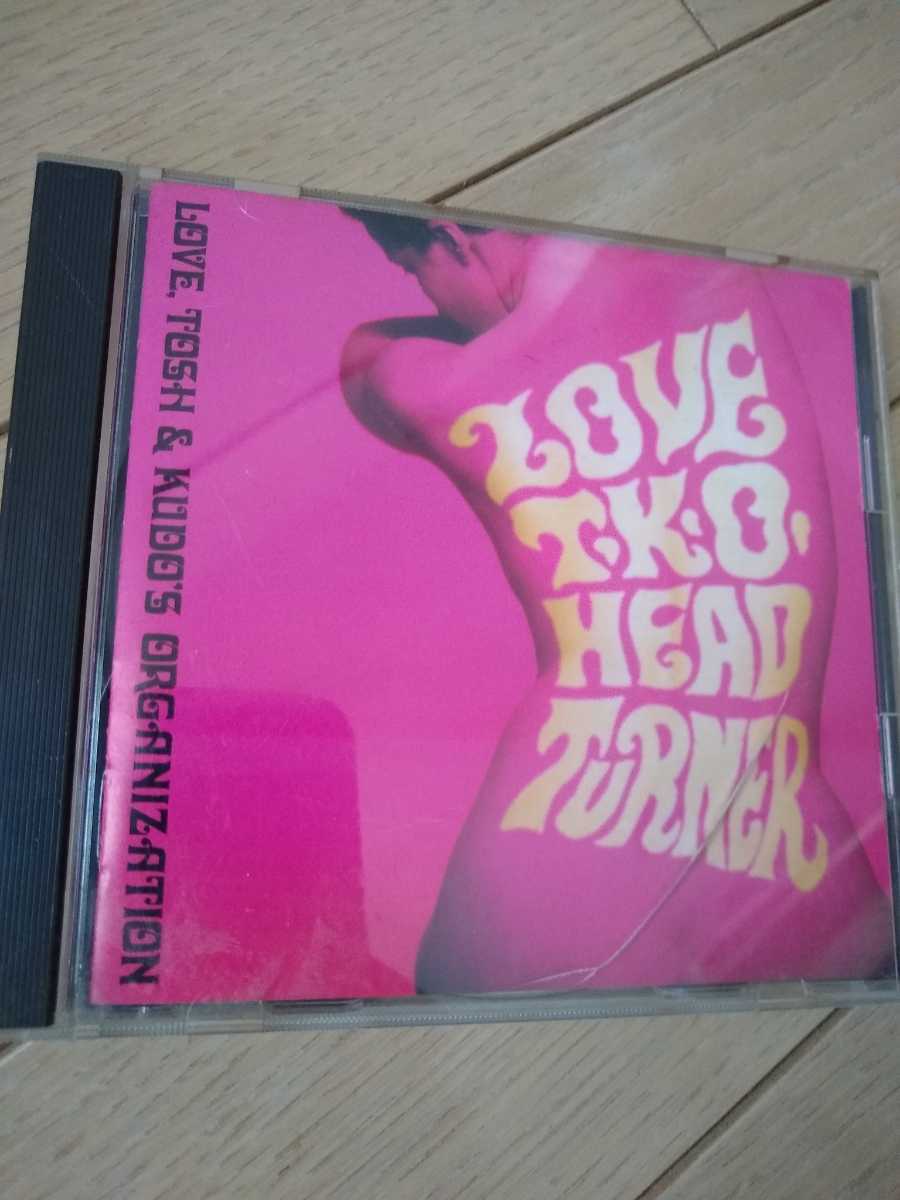 LOVE, TOSH & KUDO'S ORGANIZATION
LOVE
T.K.O.
HEAD
TURNER